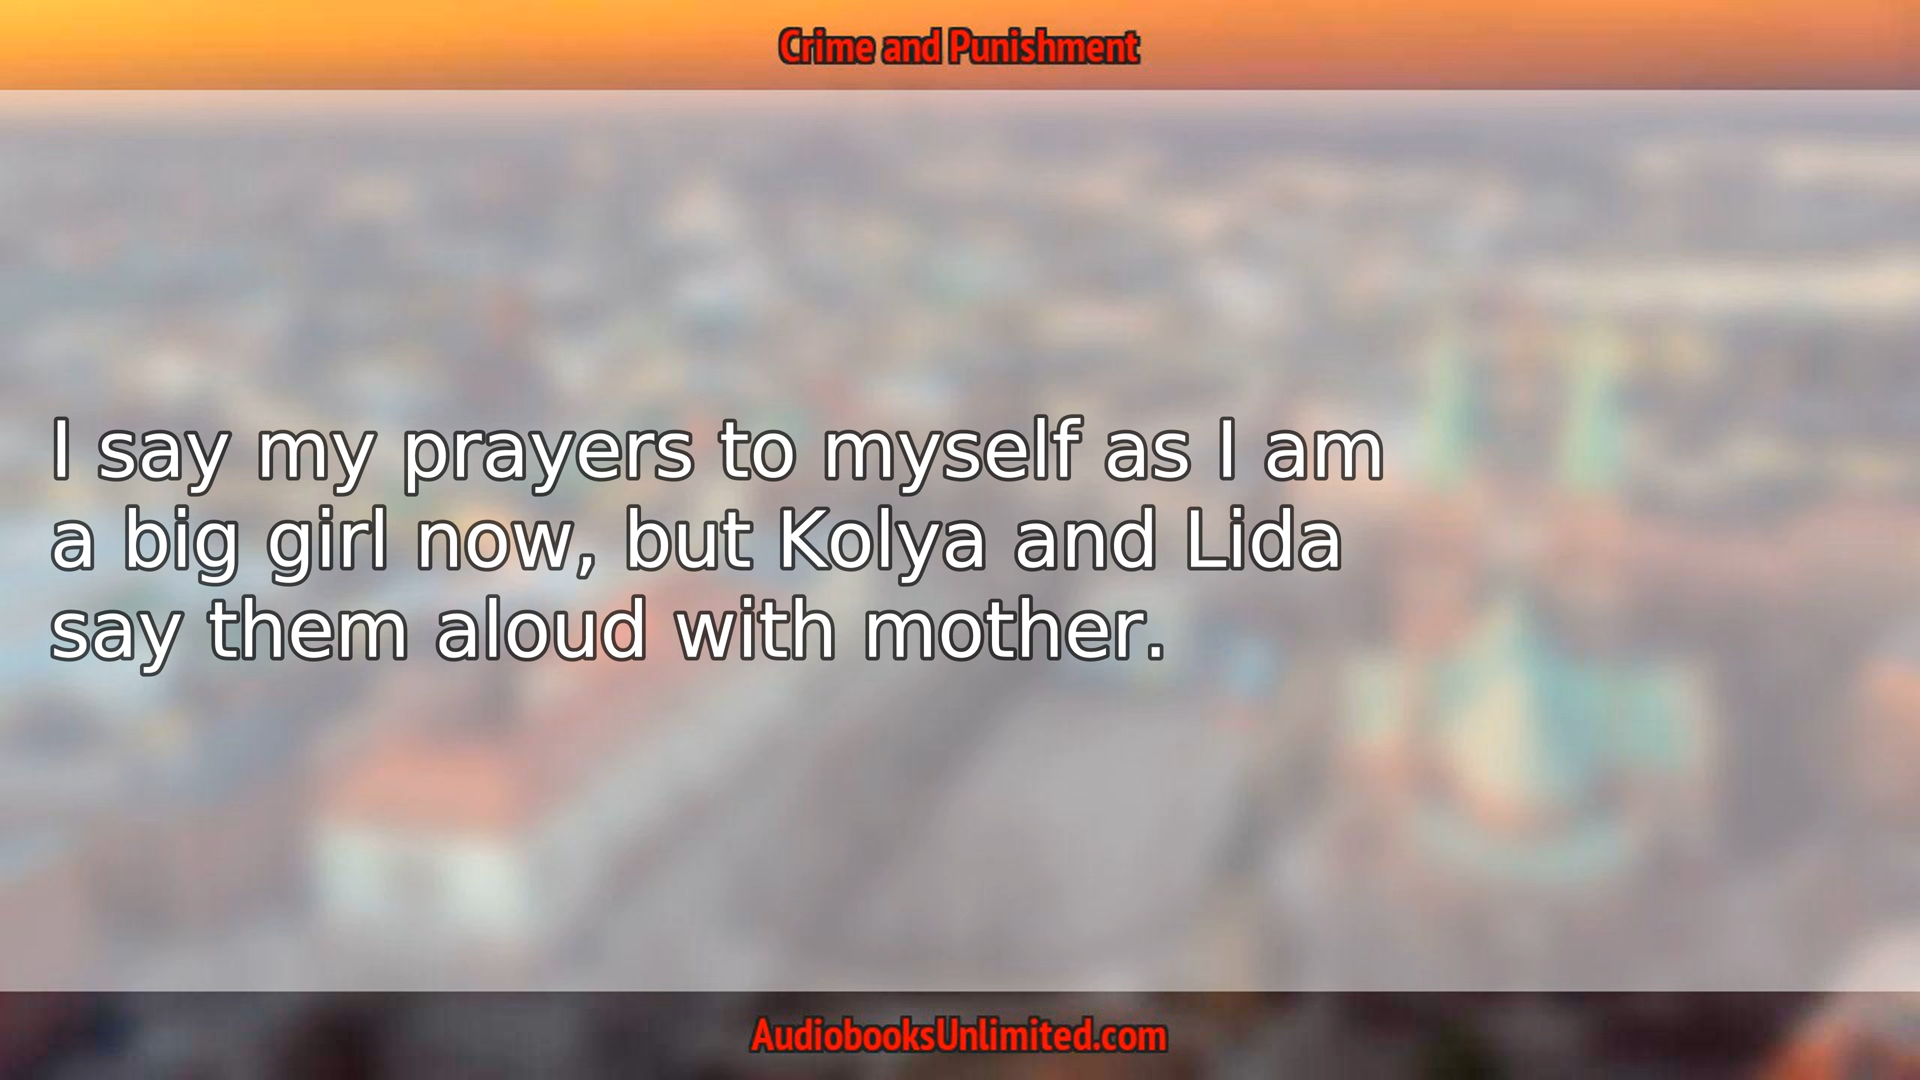 Crime and Punishment
I say my prayers to myself as I am
a big girl now, but Kolya and Lida
say them aloud with mother.
AudiobooksUnlimited.com